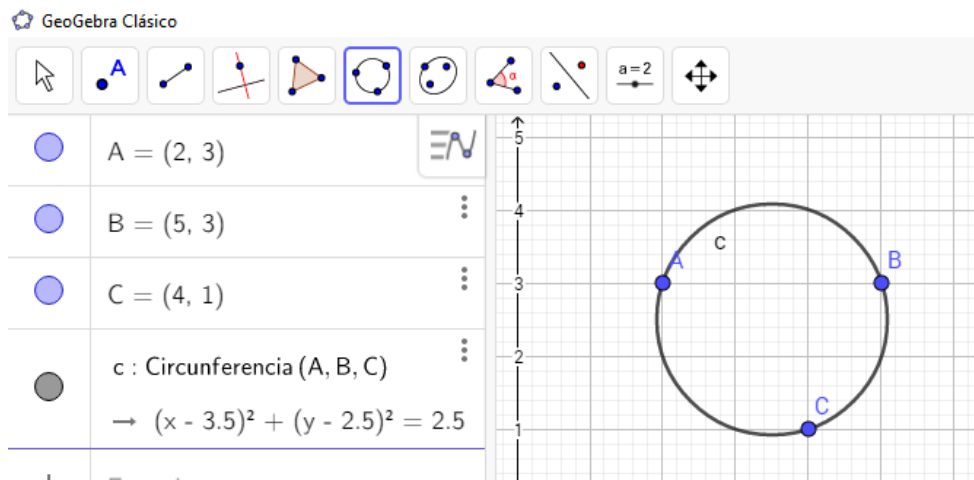 GeoGebra Clásico
A
α
a=2
A = (2, 3)
B = (5, 3)
C = (4, 1)
c : Circunferencia (A, B, C)
→ (x - 3.5)² + (y - 2.5)² = 2.5
5
4
c
A
B
3
2
C
1